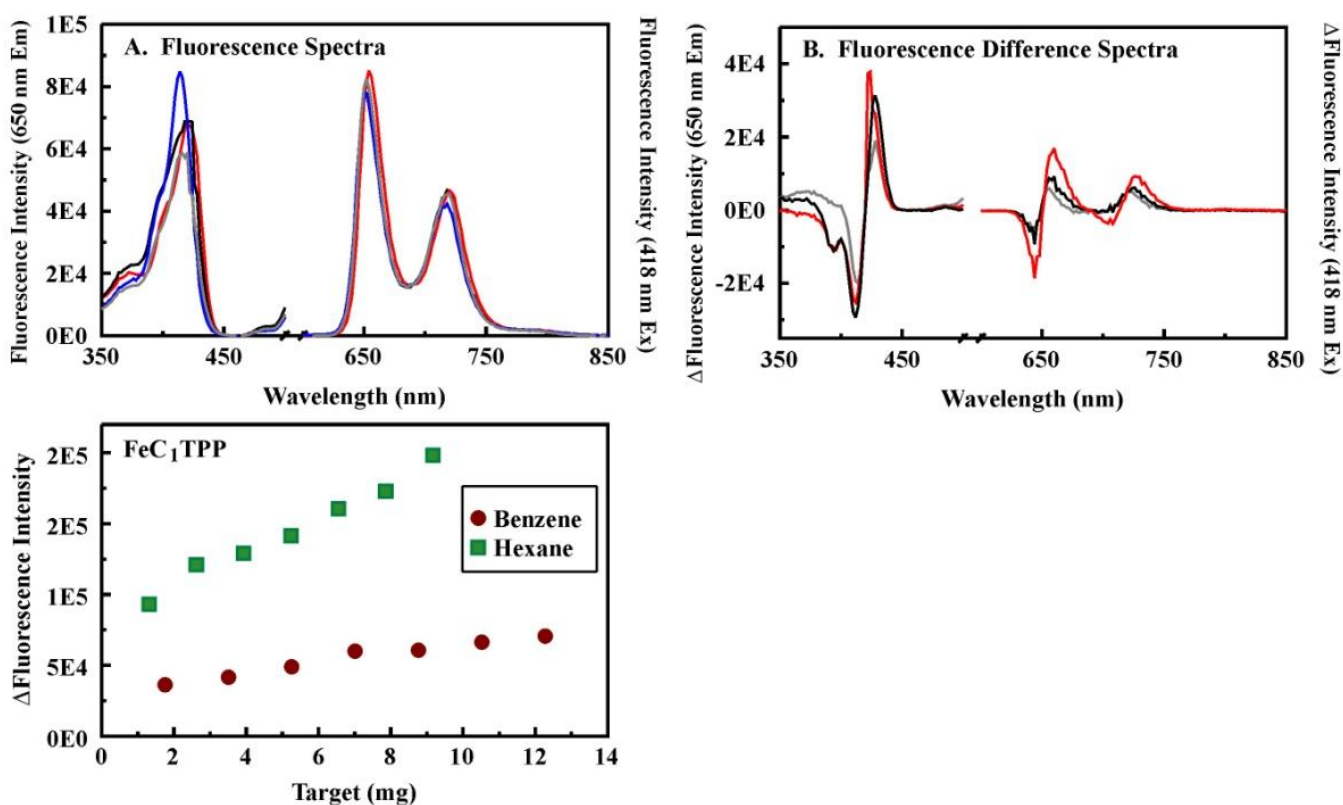 A. Fluorescence Spectra
Fluorescence Intensity (650 nm Em)
1E5
8E4
6E4
4E4
2E4
0E0
350 450 650 750 850
Wavelength (nm)
Fluorescence Intensity (418 nm Ex)
B. Fluorescence Difference Spectra
ΔFluorescence Intensity (650 nm Em)
4E4
2E4
0E0
-2E4
350 450 650 750 850
Wavelength (nm)
ΔFluorescence Intensity (418 nm Ex)
FeC₁TPP
ΔFluorescence Intensity
2E5
2E5
1E5
5E4
0E0
Benzene
Hexane
0 2 4 6 8 10 12 14
Target (mg)